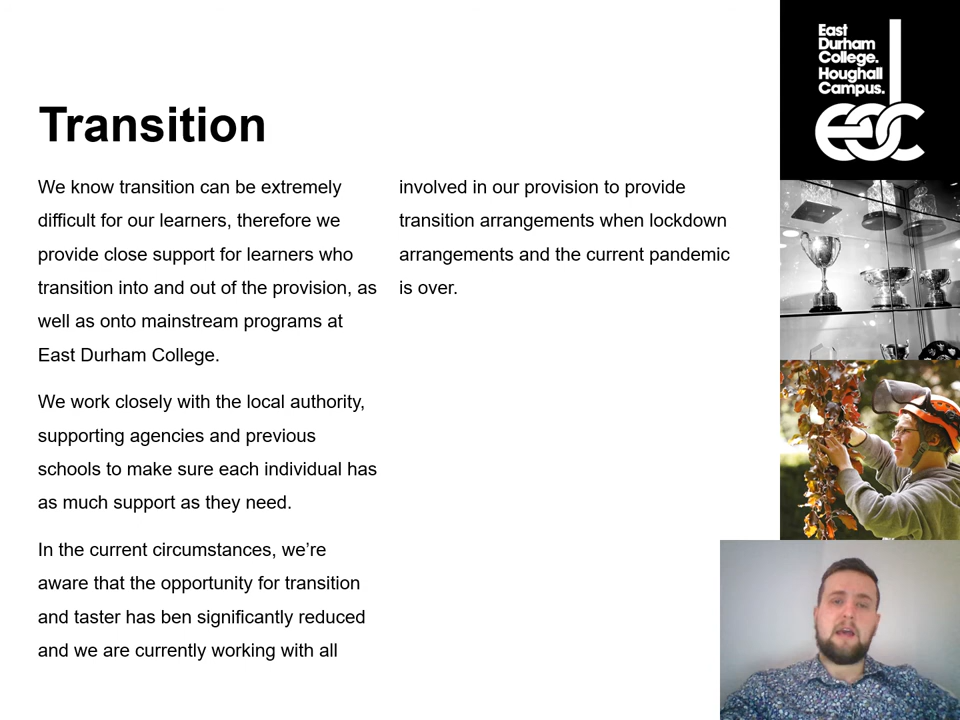 Transition
We know transition can be extremely
difficult for our learners, therefore we
provide close support for learners who
transition into and out of the provision, as
well as onto mainstream programs at
East Durham College.
We work closely with the local authority,
supporting agencies and previous
schools to make sure each individual has
as much support as they need.
In the current circumstances, we’re
aware that the opportunity for transition
and taster has ben significantly reduced
and we are currently working with all
involved in our provision to provide
transition arrangements when lockdown
arrangements and the current pandemic
is over.
East
Durham
College.
Houghall
Campus.
edc